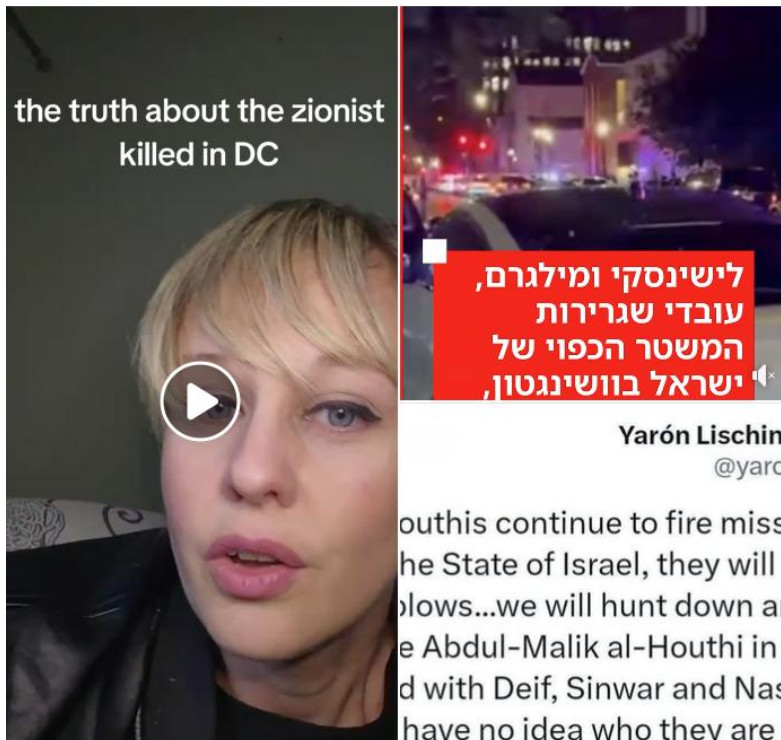 the truth about the zionist
killed in DC
לישינסקי ומילגרם,
עובדי שגרירות
המשטר הכפוי של
ישראל בוושינגטון,
Yarón Lischin
@yaro
outhis continue to fire miss
he State of Israel, they will
blows...we will hunt down a
e Abdul-Malik al-Houthi in
d with Deif, Sinwar and Nas
have no idea who they are